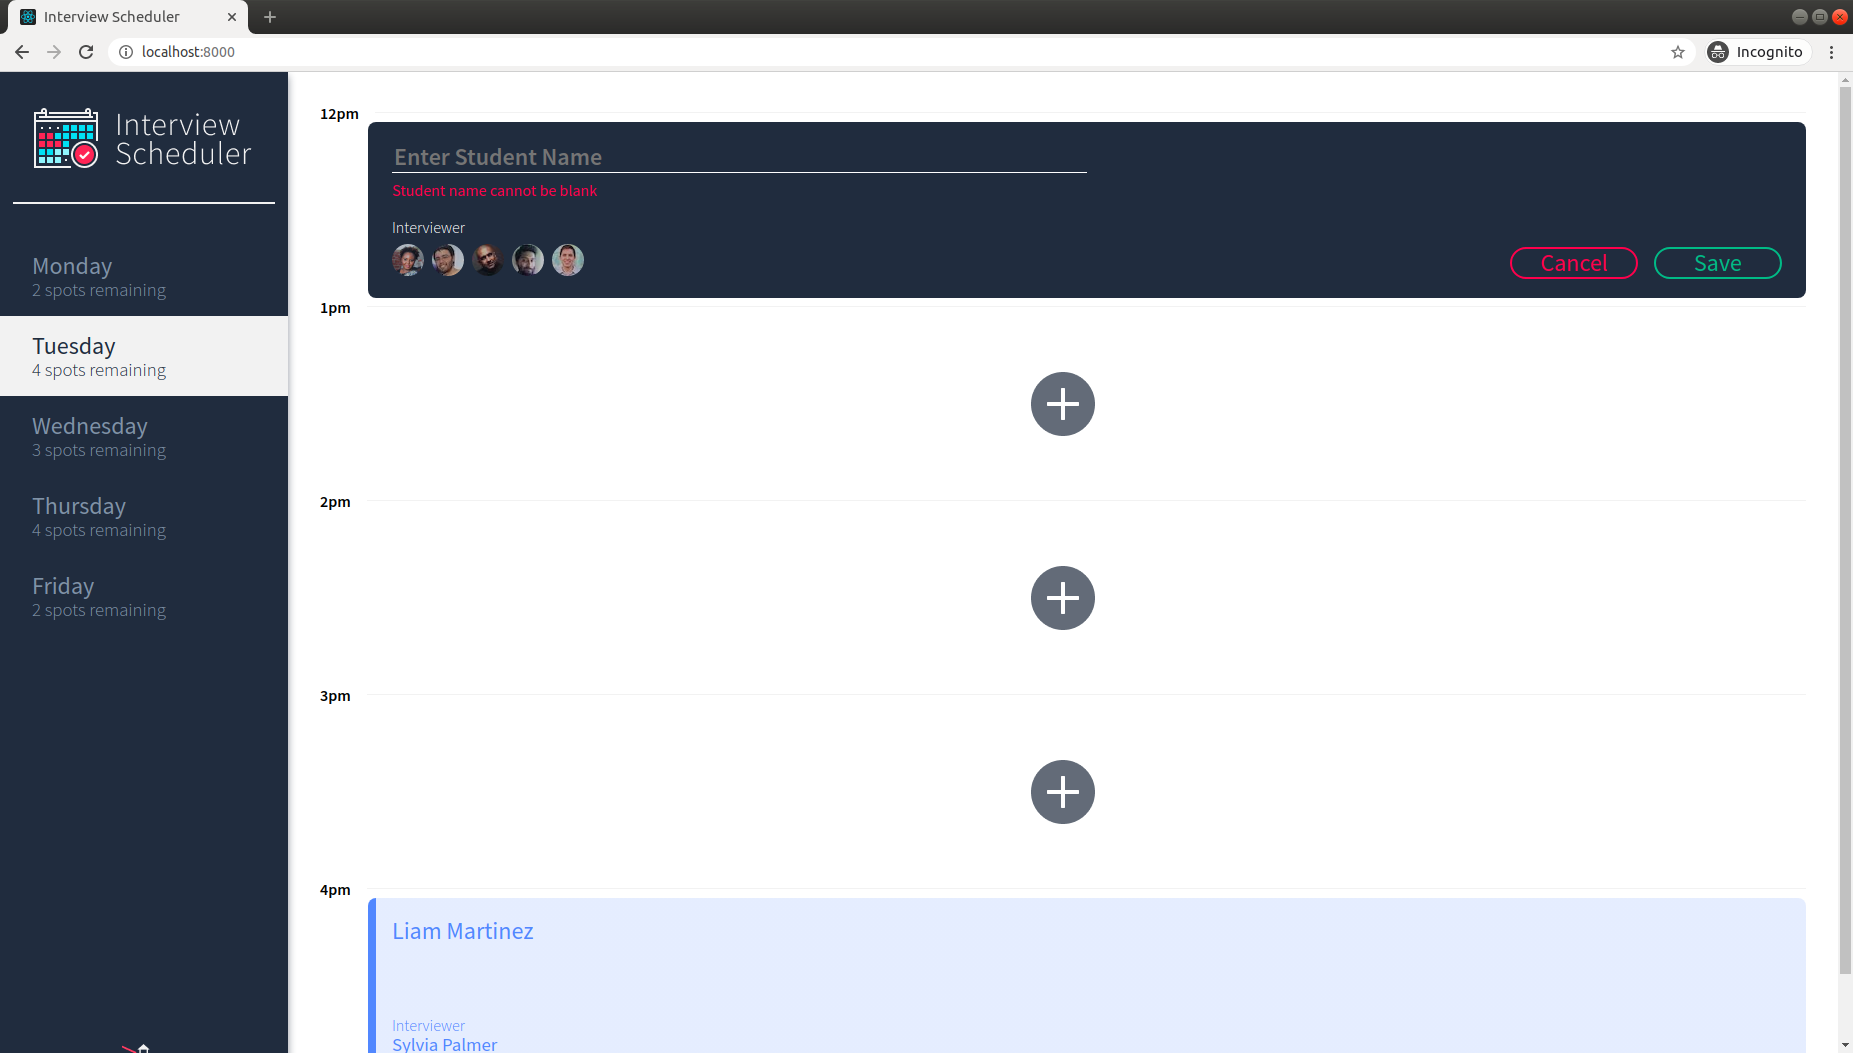 Interview Scheduler
localhost:8000
Incognito
Interview
Scheduler
Monday
2 spots remaining
Tuesday
4 spots remaining
Wednesday
3 spots remaining
Thursday
4 spots remaining
Friday
2 spots remaining
12pm
Enter Student Name
Student name cannot be blank
Interviewer
Cancel
Save
1pm
2pm
3pm
4pm
Liam Martinez
Interviewer
Sylvia Palmer